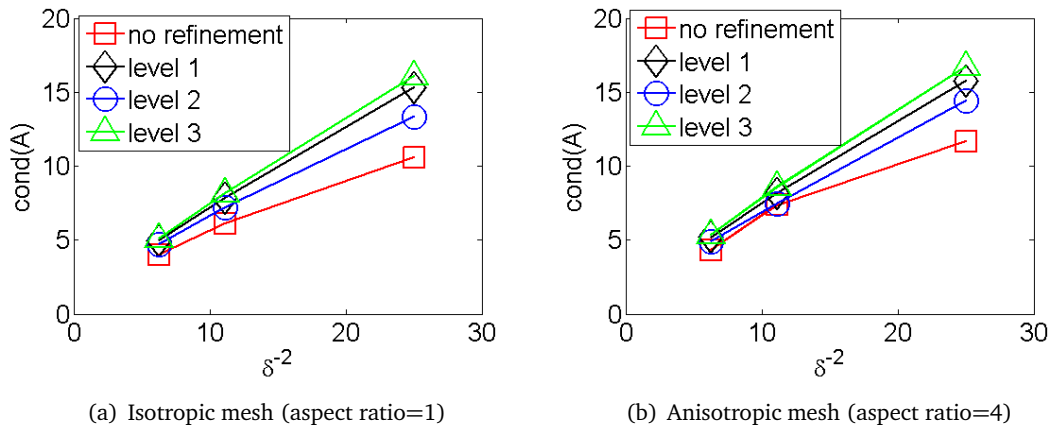 20
15
10
5
0
cond(A)
no refinement
level 1
level 2
level 3
0
10
20
30
δ⁻²
(a) Isotropic mesh (aspect ratio=1)
20
15
10
5
0
cond(A)
no refinement
level 1
level 2
level 3
0
10
20
30
δ⁻²
(b) Anisotropic mesh (aspect ratio=4)